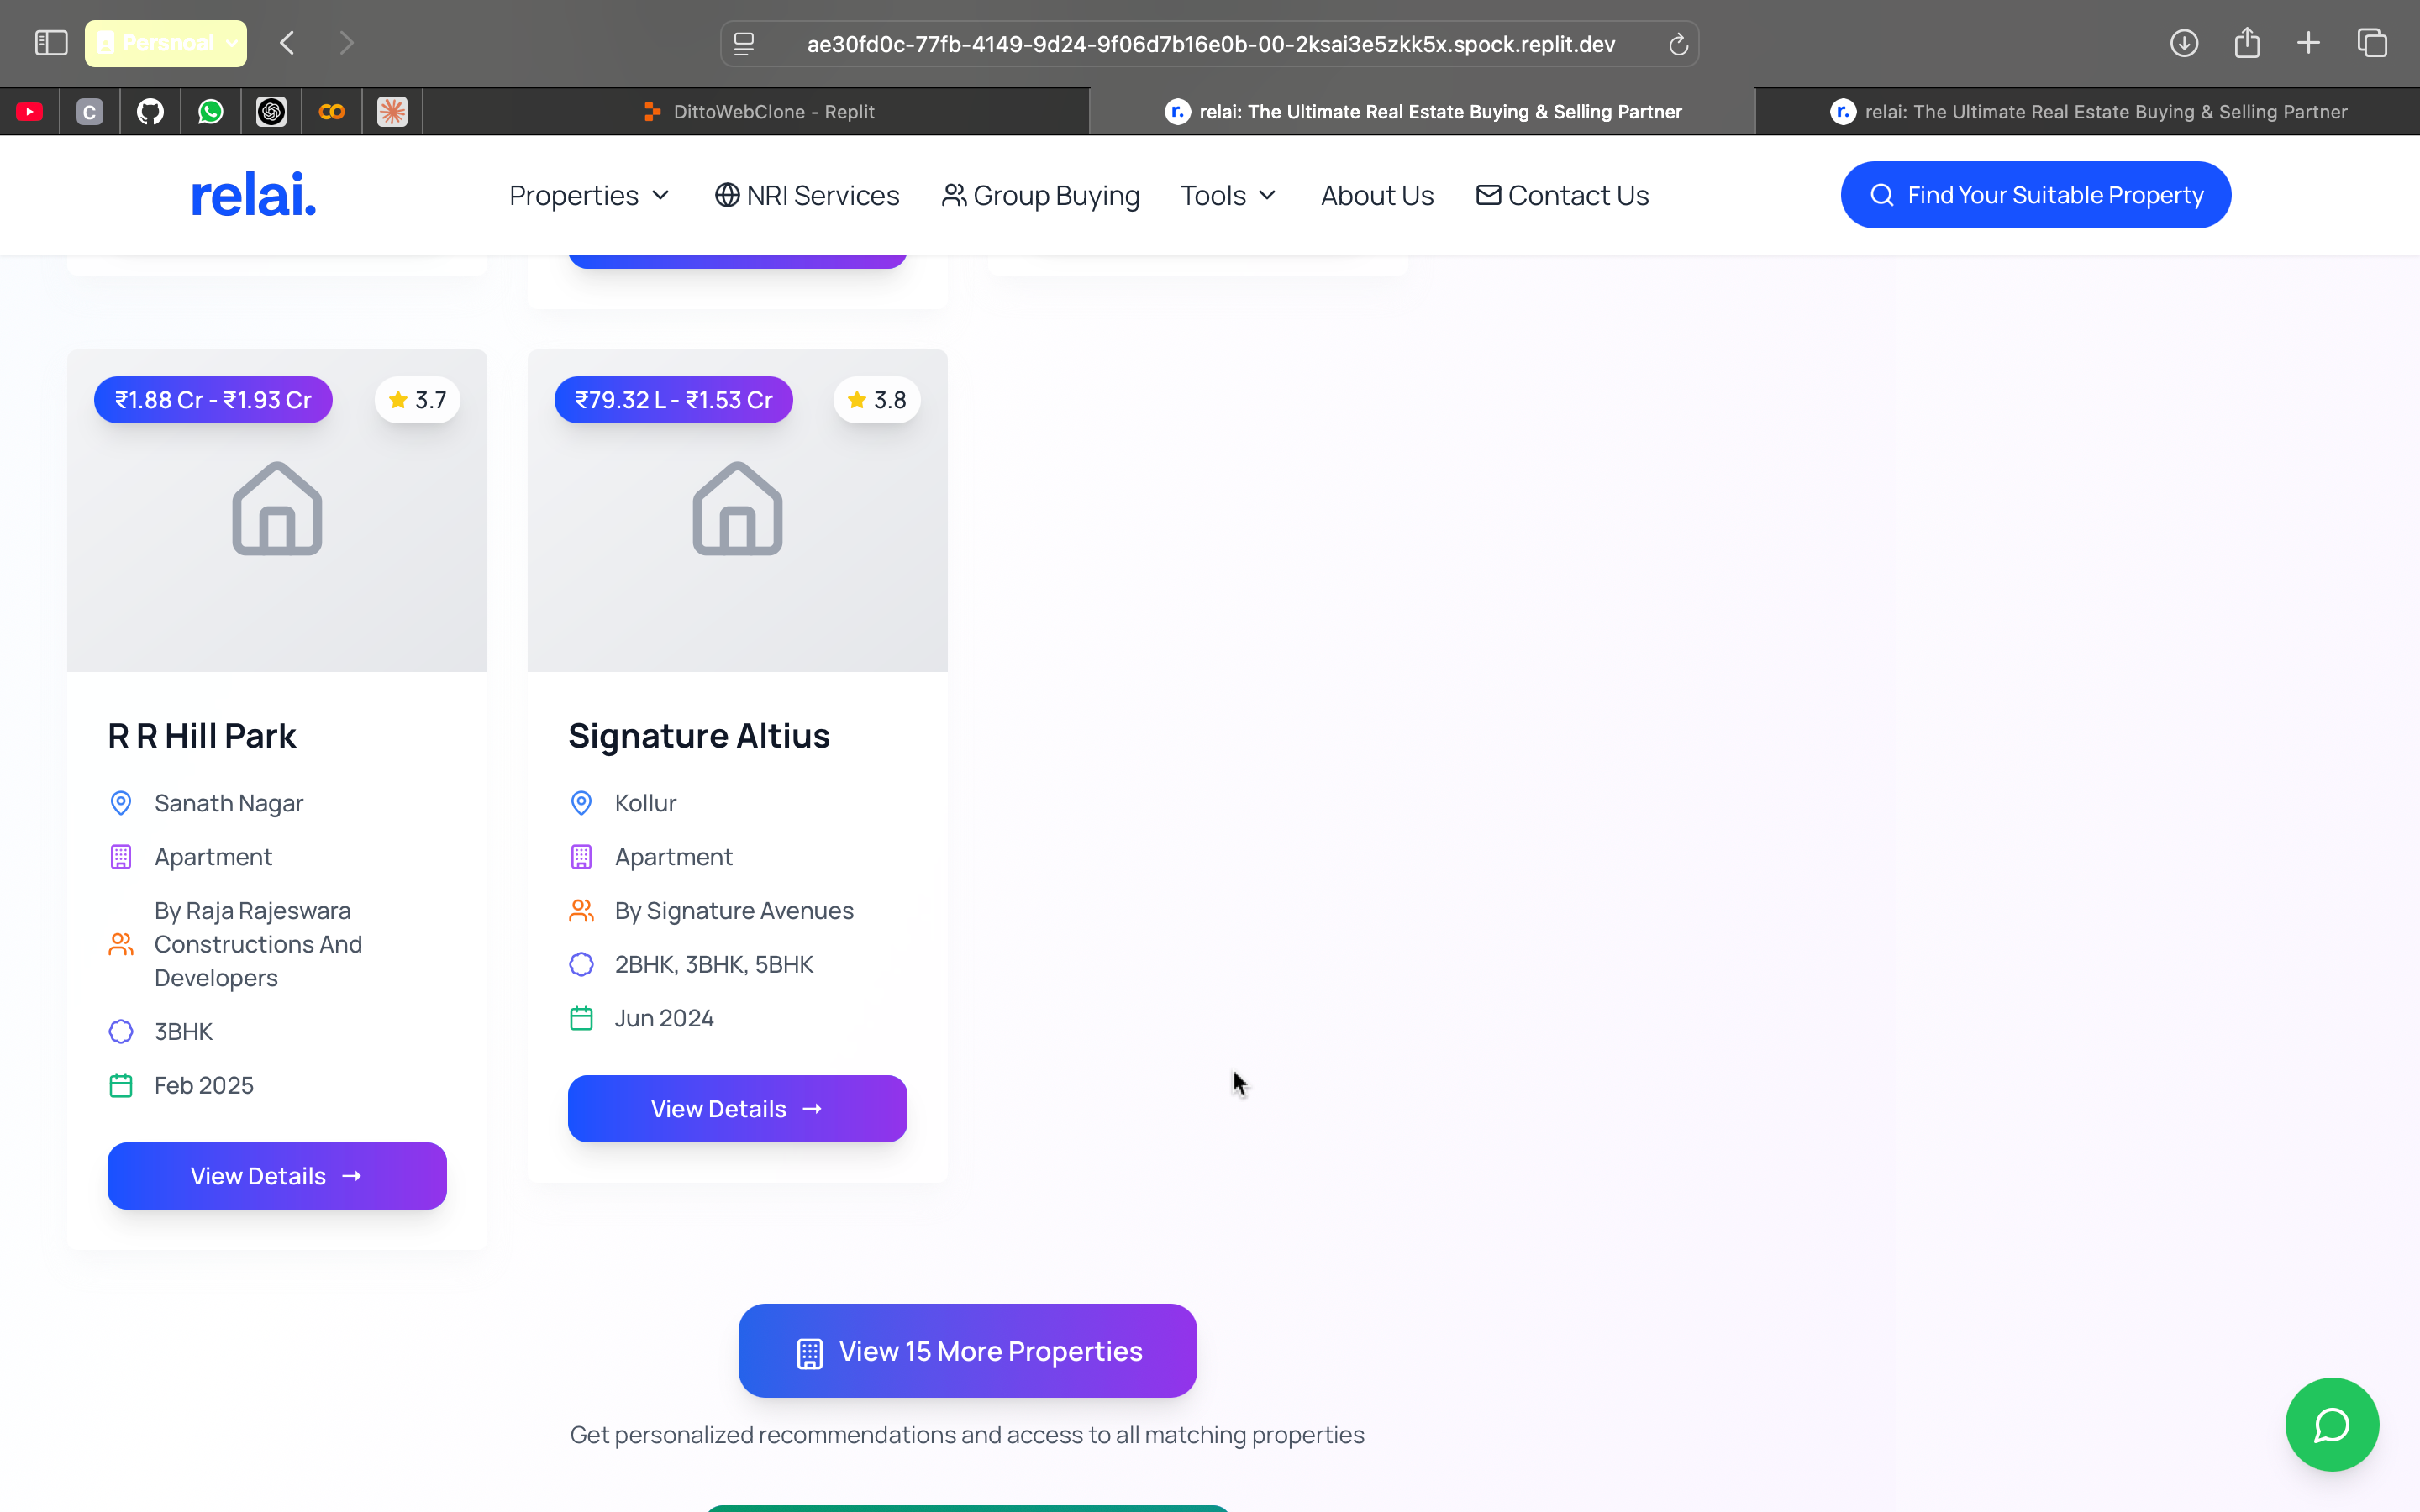 Persnoal
ae30fd0c-77fb-4149-9d24-9f06d7b16e0b-00-2ksai3e5zkk5x.spock.replit.dev
C
DittoWebClone - Replit
r. relai: The Ultimate Real Estate Buying & Selling Partner
r. relai: The Ultimate Real Estate Buying & Selling Partner
relai.
Properties
NRI Services
Group Buying
Tools
About Us
Contact Us
Find Your Suitable Property
₹1.88 Cr - ₹1.93 Cr
3.7
R R Hill Park
Sanath Nagar
Apartment
By Raja Rajeswara
Constructions And
Developers
3BHK
Feb 2025
View Details →
₹79.32 L - ₹1.53 Cr
3.8
Signature Altius
Kollur
Apartment
By Signature Avenues
2BHK, 3BHK, 5BHK
Jun 2024
View Details →
View 15 More Properties
Get personalized recommendations and access to all matching properties